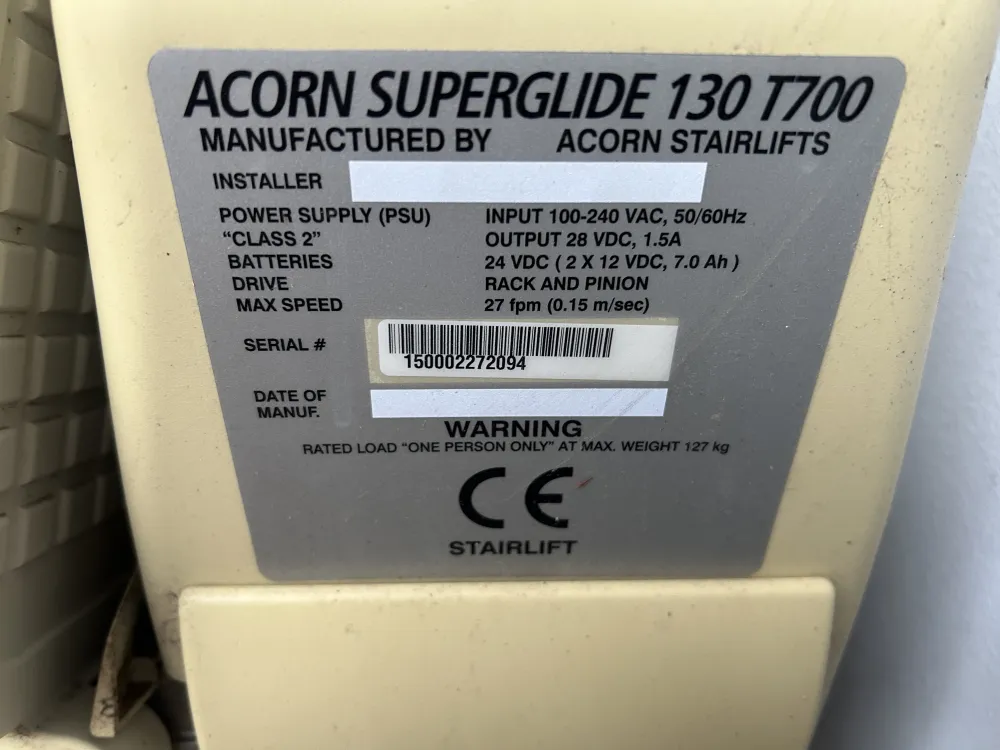 ACORN SUPERGLIDE 130 T700
MANUFACTURED BY ACORN STAIRLIFTS
INSTALLER
POWER SUPPLY (PSU) INPUT 100-240 VAC, 50/60Hz
"CLASS 2" OUTPUT 28 VDC, 1.5A
BATTERIES 24 VDC ( 2 X 12 VDC, 7.0 Ah )
DRIVE RACK AND PINION
MAX SPEED 27 fpm (0.15 m/sec)
SERIAL # 150002272094
DATE OF MANUF.
WARNING
RATED LOAD "ONE PERSON ONLY" AT MAX. WEIGHT 127 kg
CE
STAIRLIFT